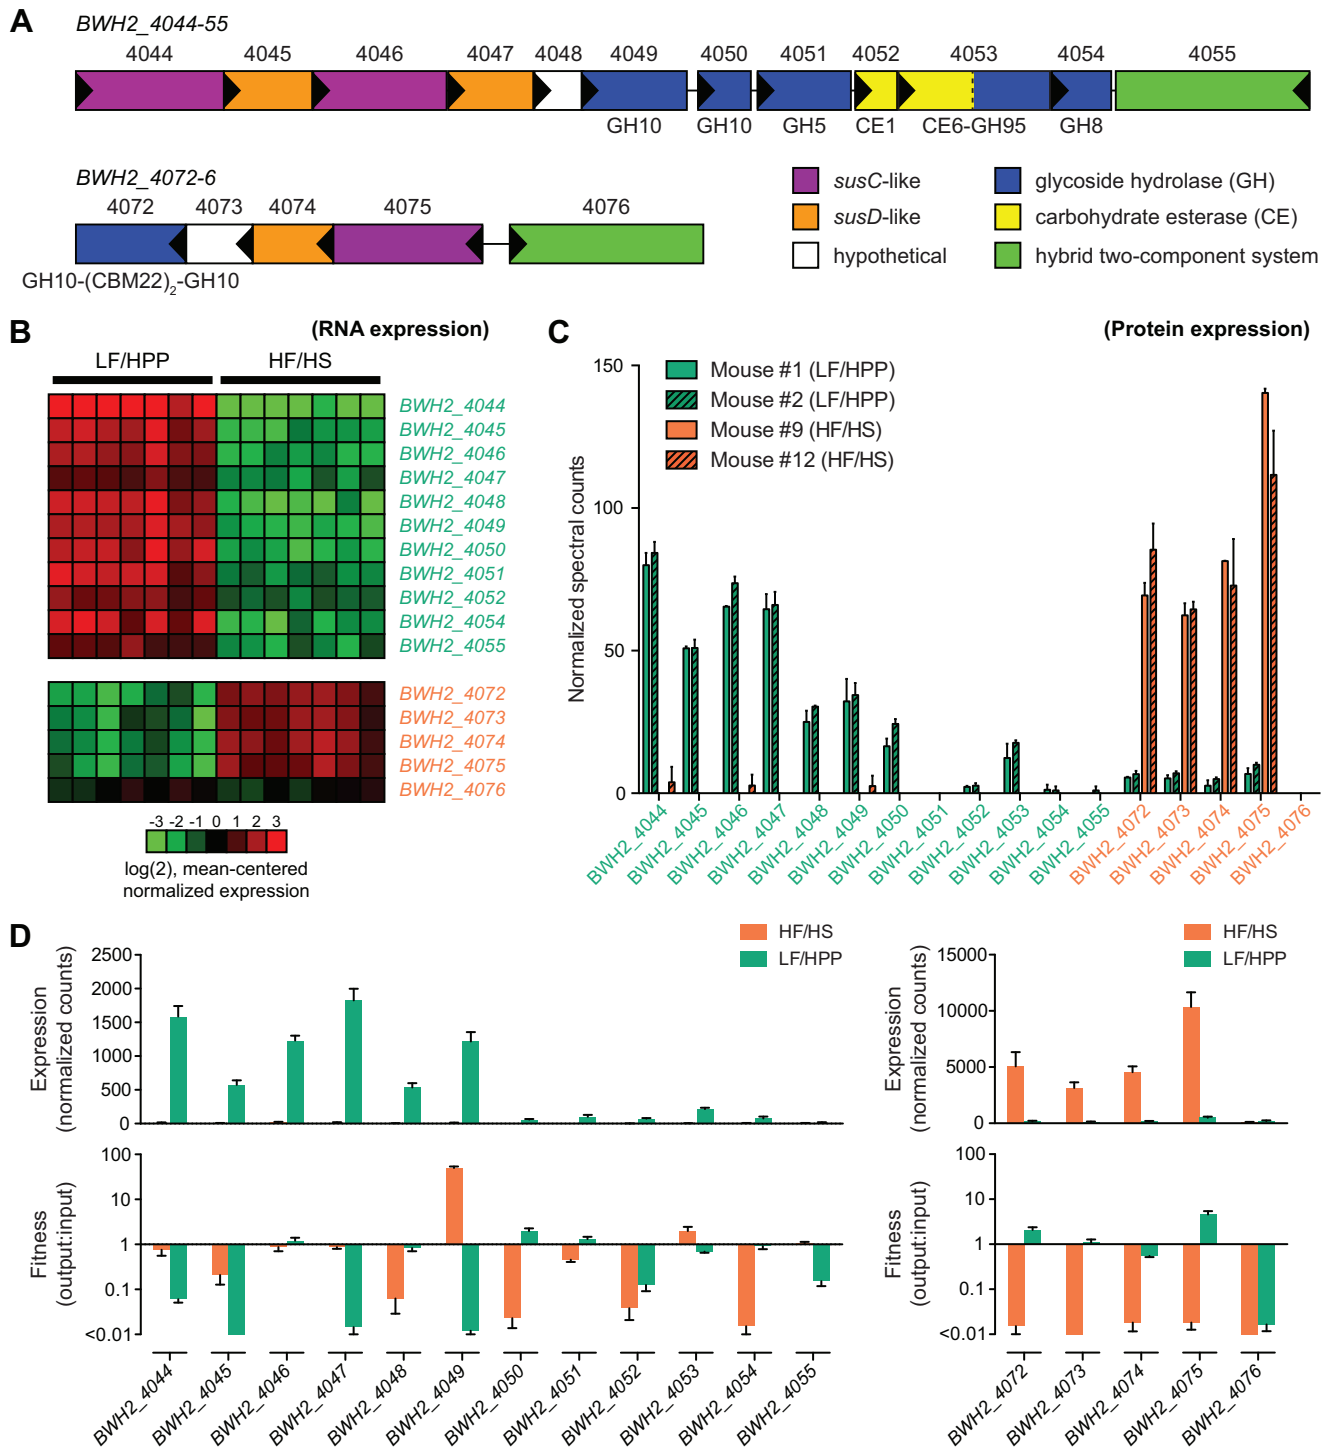 A
BWH2_4044-55
4044 4045 4046 4047 4048 4049 4050 4051 4052 4053 4054 4055
GH10 GH10 GH5 CE1 CE6-GH95 GH8
BWH2_4072-6
4072 4073 4074 4075 4076
GH10-(CBM22)2-GH10
susC-like
susD-like
hypothetical
glycoside hydrolase (GH)
carbohydrate esterase (CE)
hybrid two-component system
B
(RNA expression)
LF/HPP HF/HS
BWH2_4044
BWH2_4045
BWH2_4046
BWH2_4047
BWH2_4048
BWH2_4049
BWH2_4050
BWH2_4051
BWH2_4052
BWH2_4054
BWH2_4055
BWH2_4072
BWH2_4073
BWH2_4074
BWH2_4075
BWH2_4076
-3 -2 -1 0 1 2 3
log(2), mean-centered
normalized expression
C
(Protein expression)
Mouse #1 (LF/HPP)
Mouse #2 (LF/HPP)
Mouse #9 (HF/HS)
Mouse #12 (HF/HS)
Normalized spectral counts
150
100
50
0
BWH2_4044 BWH2_4045 BWH2_4046 BWH2_4047 BWH2_4048 BWH2_4049 BWH2_4050 BWH2_4051 BWH2_4052 BWH2_4053 BWH2_4054 BWH2_4055 BWH2_4072 BWH2_4073 BWH2_4074 BWH2_4075 BWH2_4076
D
HF/HS
LF/HPP
Expression
(normalized counts)
2500
2000
1500
1000
500
0
Fitness
(output:input)
100
10
1
0.1
<0.01
BWH2_4044 BWH2_4045 BWH2_4046 BWH2_4047 BWH2_4048 BWH2_4049 BWH2_4050 BWH2_4051 BWH2_4052 BWH2_4053 BWH2_4054 BWH2_4055
HF/HS
LF/HPP
Expression
(normalized counts)
15000
10000
5000
0
Fitness
(output:input)
100
10
1
0.1
<0.01
BWH2_4072 BWH2_4073 BWH2_4074 BWH2_4075 BWH2_4076